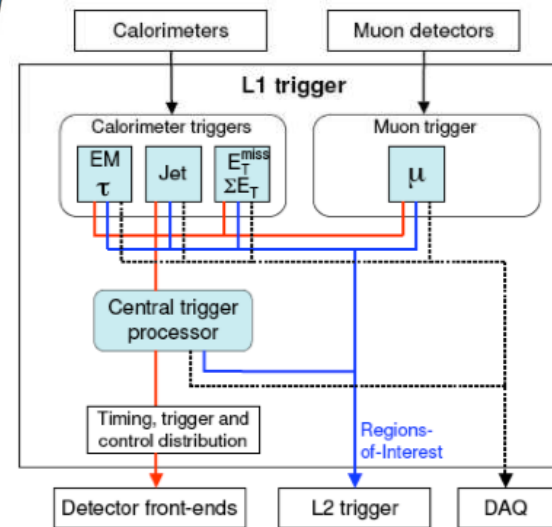 Calorimeters
Muon detectors
L1 trigger
Calorimeter triggers
Muon trigger
EM
τ
Jet
E_T^miss
ΣE_T
μ
Central trigger
processor
Timing, trigger and
control distribution
Regions-
of-Interest
Detector front-ends
L2 trigger
DAQ